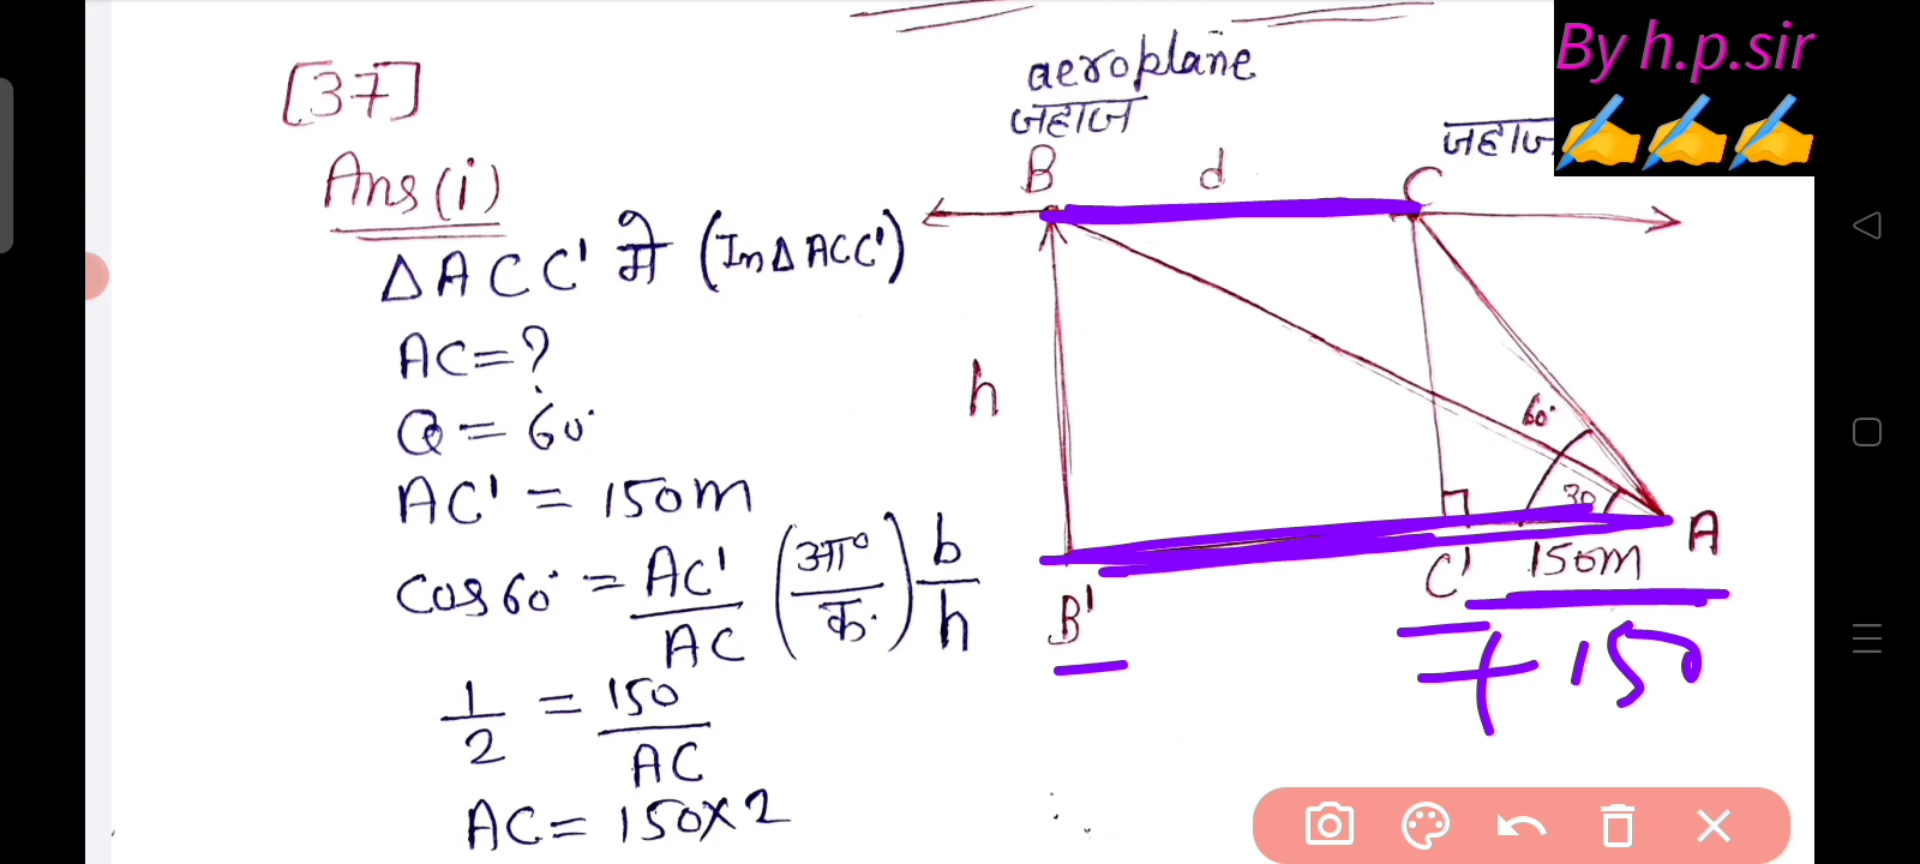 [37]
Ans (i)
Δ A C C' में (In Δ ACC')
AC = ?
Q = 60°
AC' = 150m
Cos 60° = AC' / AC (आ० / क.) b / h
1 / 2 = 150 / AC
AC = 150 × 2
aeroplane
जहाज
जहाज
By h.p.sir
✍️✍️✍️
B d C
h
60°
30
A
B' C' 150m
+ 150